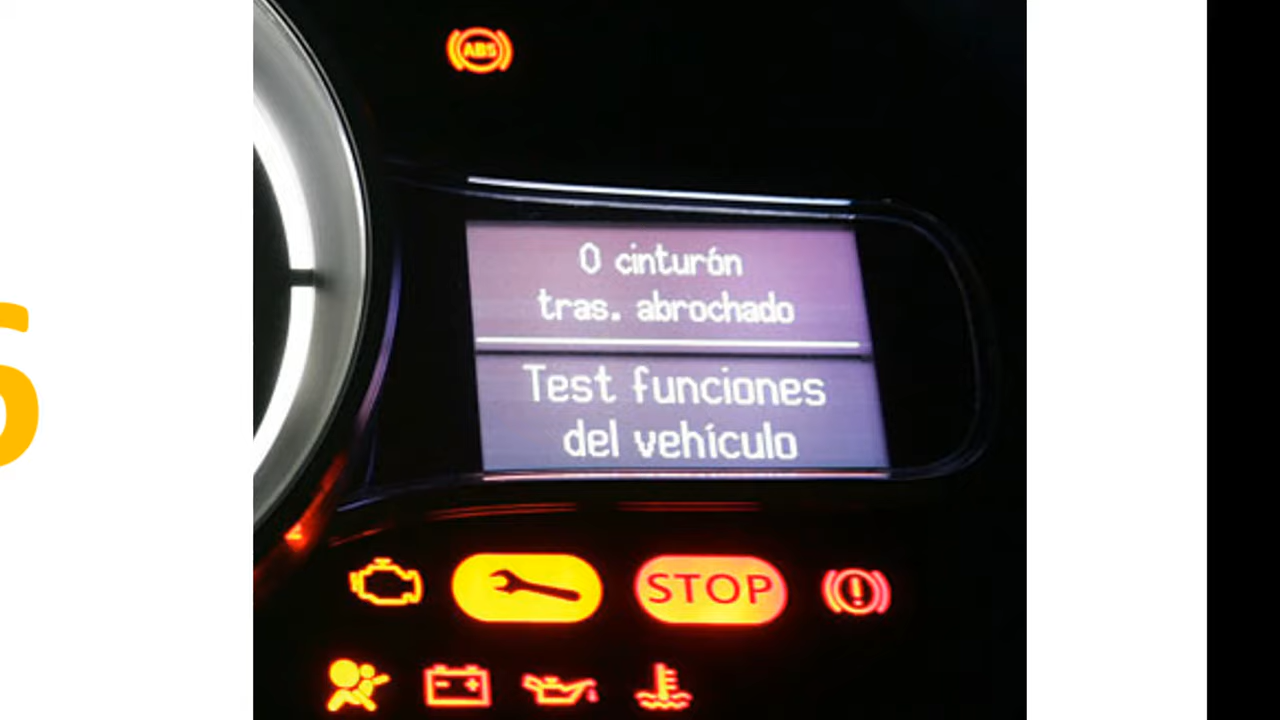 ABS
0 cinturón
tras. abrochado
Test funciones
del vehículo
STOP